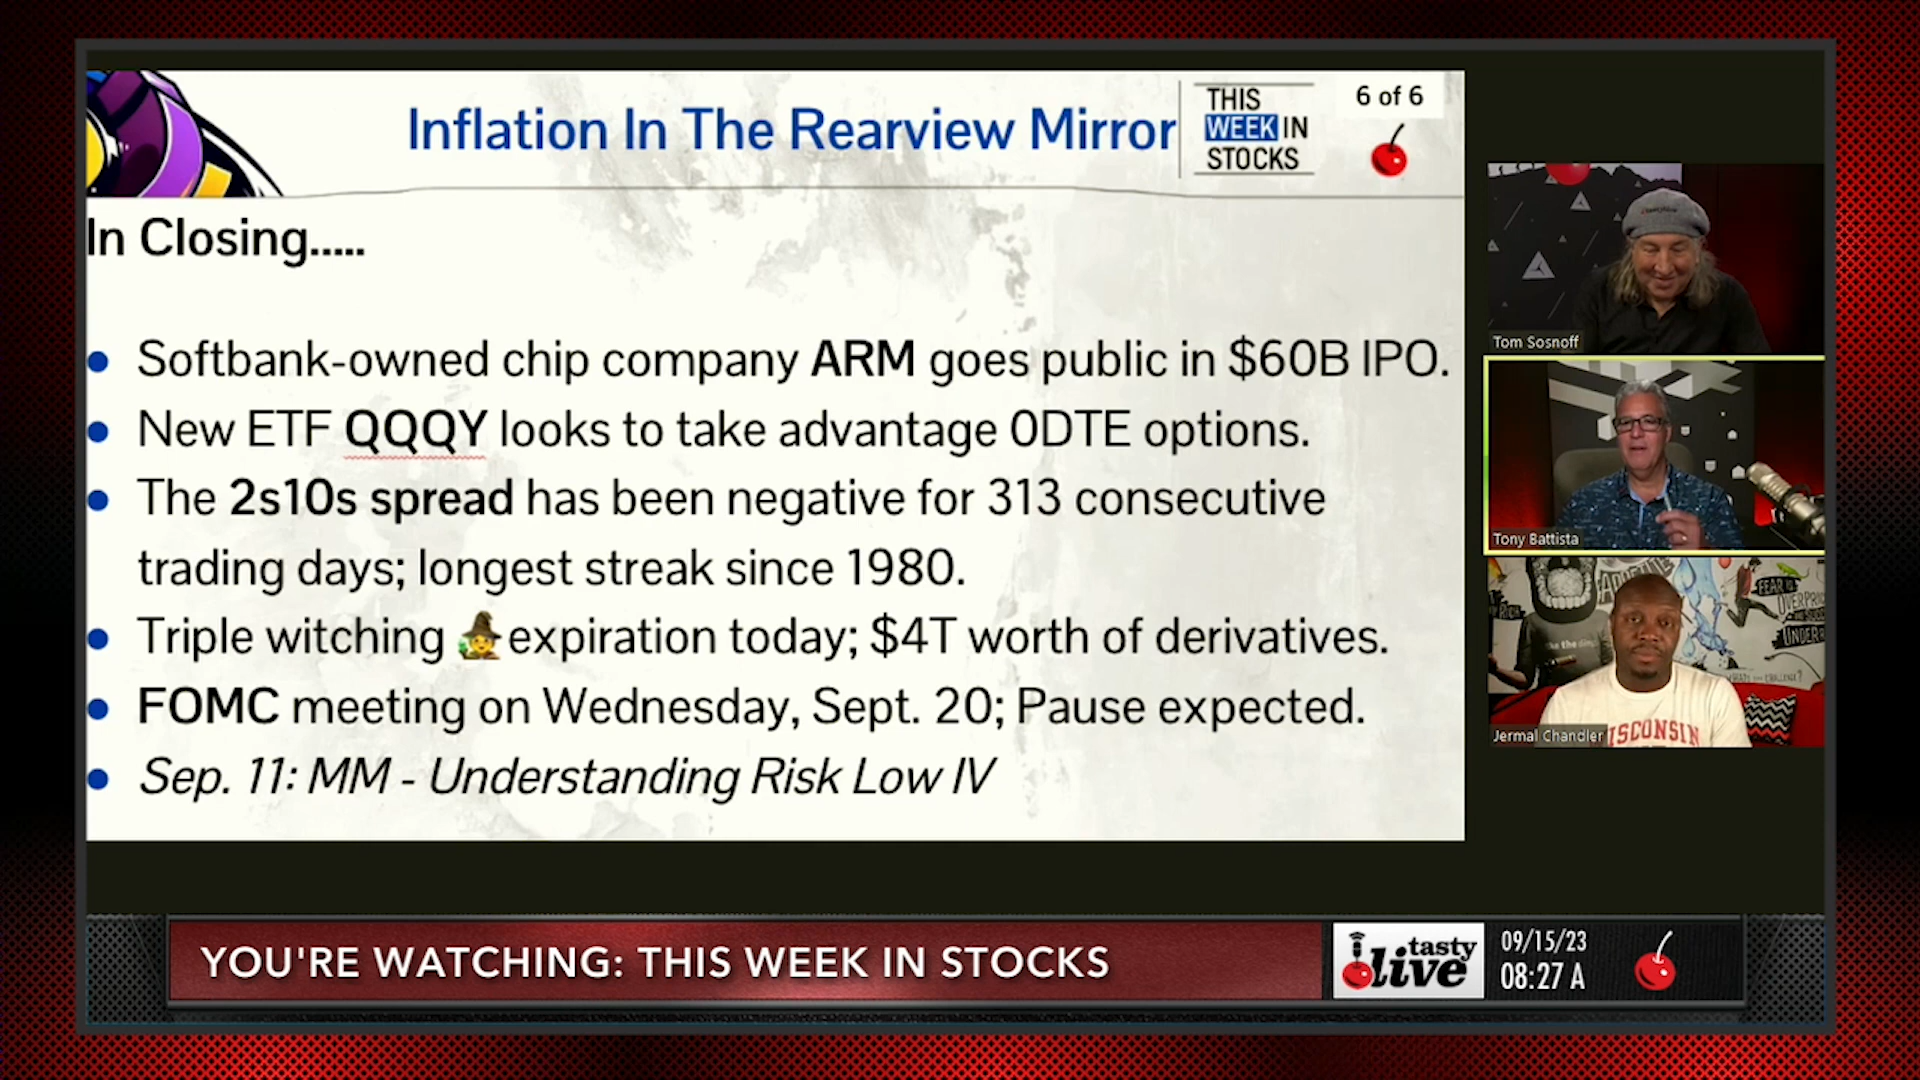 Inflation In The Rearview Mirror
THIS
WEEK IN
STOCKS
6 of 6
In Closing.....
Softbank-owned chip company ARM goes public in $60B IPO.
New ETF QQQY looks to take advantage 0DTE options.
The 2s10s spread has been negative for 313 consecutive
trading days; longest streak since 1980.
Triple witching expiration today; $4T worth of derivatives.
FOMC meeting on Wednesday, Sept. 20; Pause expected.
Sep. 11: MM - Understanding Risk Low IV
Tom Sosnoff
Tony Battista
FEAR IS
UNDER
Jermal Chandler
WISCONSIN
YOU'RE WATCHING: THIS WEEK IN STOCKS
tasty
live
09/15/23
08:27 A